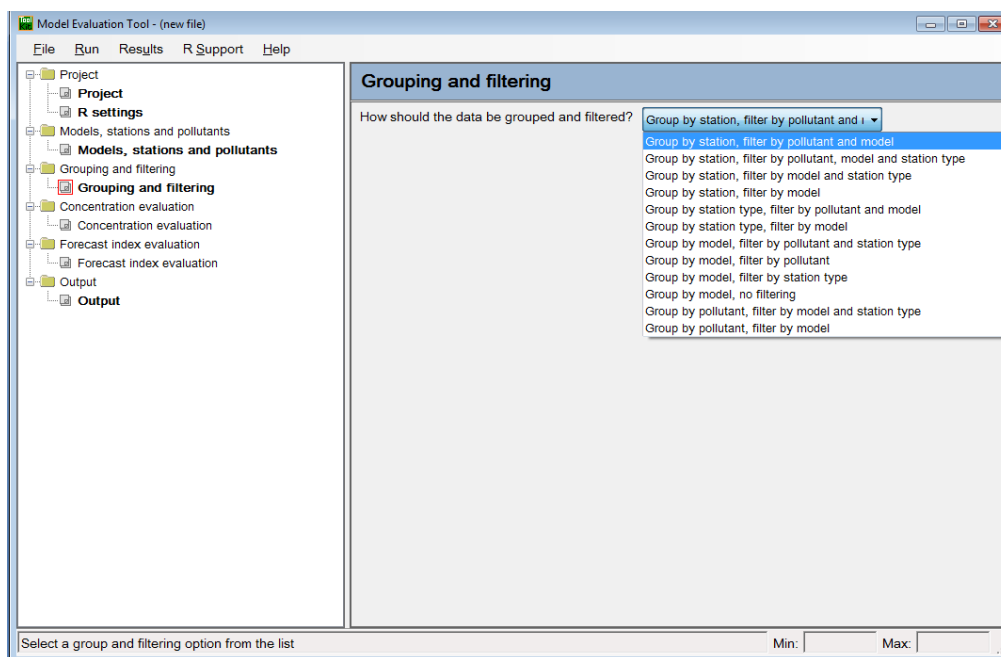 Model Evaluation Tool - (new file)
File Run Results R Support Help
Project
Project
R settings
Models, stations and pollutants
Models, stations and pollutants
Grouping and filtering
Grouping and filtering
Concentration evaluation
Concentration evaluation
Forecast index evaluation
Forecast index evaluation
Output
Output
Grouping and filtering
How should the data be grouped and filtered? Group by station, filter by pollutant and
Group by station, filter by pollutant and model
Group by station, filter by pollutant, model and station type
Group by station, filter by model and station type
Group by station, filter by model
Group by station type, filter by pollutant and model
Group by station type, filter by model
Group by model, filter by pollutant and station type
Group by model, filter by pollutant
Group by model, filter by station type
Group by model, no filtering
Group by pollutant, filter by model and station type
Group by pollutant, filter by model
Select a group and filtering option from the list Min: Max: